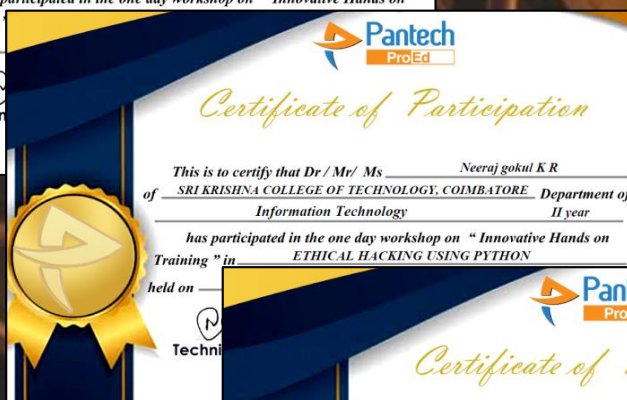 participated in the one day workshop on " Innovative Hands on
Pantech
ProEd
Certificate of Participation
This is to certify that Dr / Mr/ Ms Neeraj gokul K R
of SRI KRISHNA COLLEGE OF TECHNOLOGY, COIMBATORE Department of
Information Technology II year
has participated in the one day workshop on " Innovative Hands on
Training " in ETHICAL HACKING USING PYTHON
held on
Techni
Pan
Pro
Certificate of